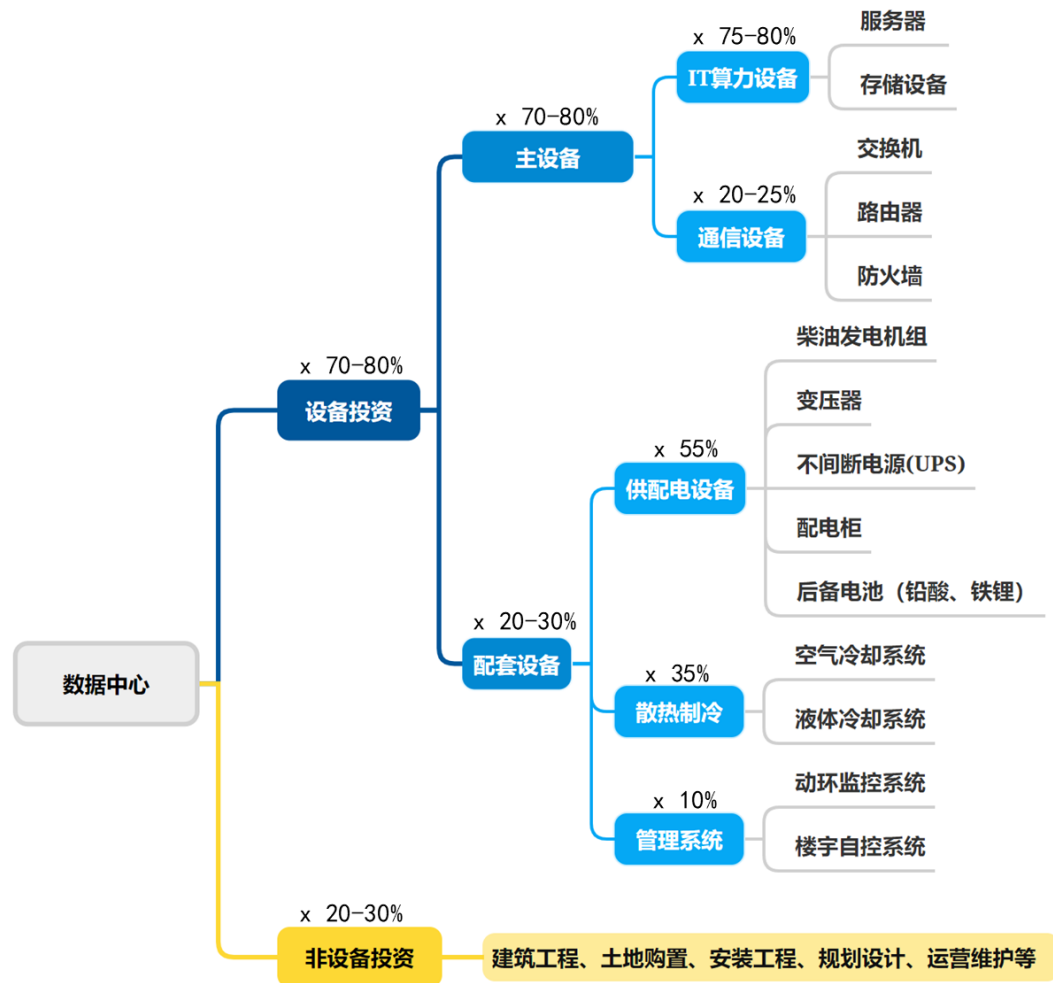 服务器
x 75-80%
IT算力设备
存储设备
x 70-80%
主设备
交换机
x 20-25%
路由器
通信设备
防火墙
柴油发电机组
x 70-80%
设备投资
变压器
x 55%
不间断电源(UPS)
供配电设备
配电柜
后备电池（铅酸、铁锂）
x 20-30%
配套设备
空气冷却系统
x 35%
数据中心
散热制冷
液体冷却系统
动环监控系统
x 10%
管理系统
楼宇自控系统
x 20-30%
非设备投资
建筑工程、土地购置、安装工程、规划设计、运营维护等